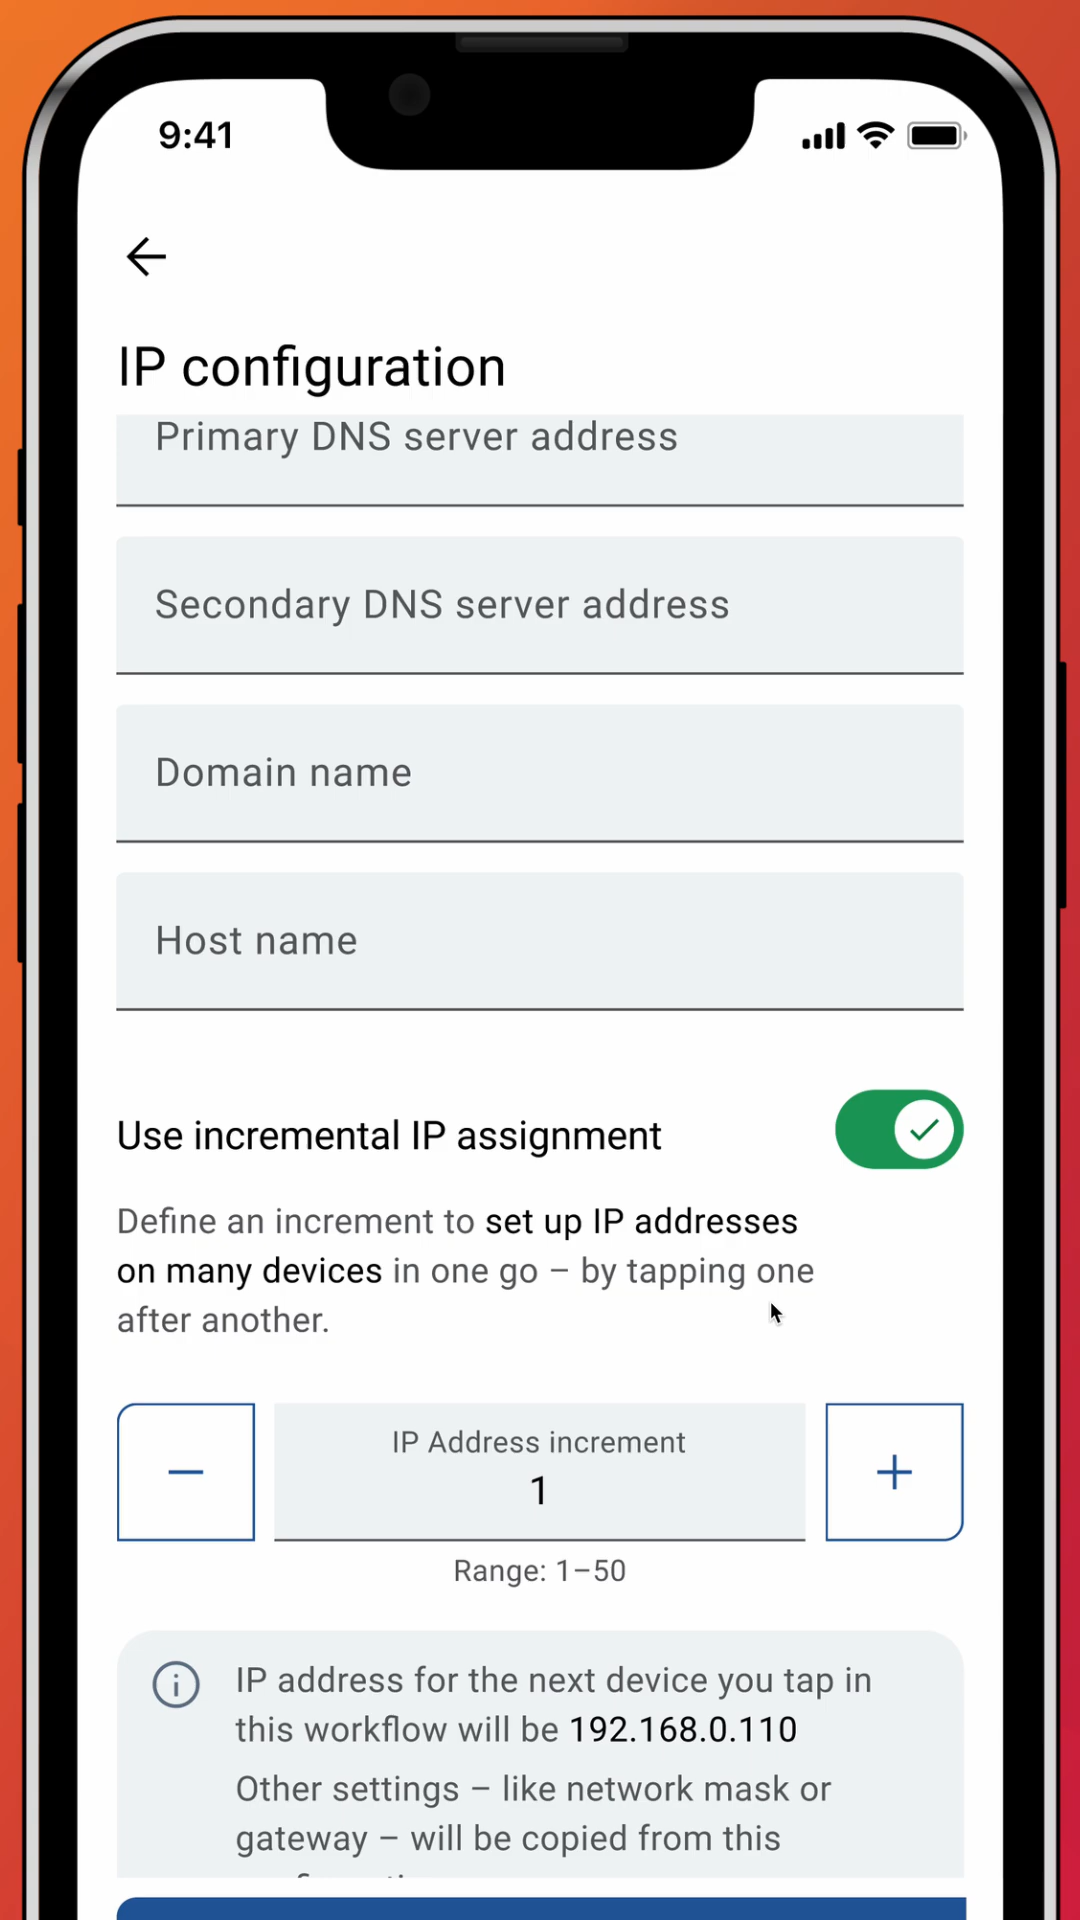 9:41
IP configuration
Primary DNS server address
Secondary DNS server address
Domain name
Host name
Use incremental IP assignment
Define an increment to set up IP addresses
on many devices in one go – by tapping one
after another.
IP Address increment
1
Range: 1–50
IP address for the next device you tap in
this workflow will be 192.168.0.110
Other settings – like network mask or
gateway – will be copied from this